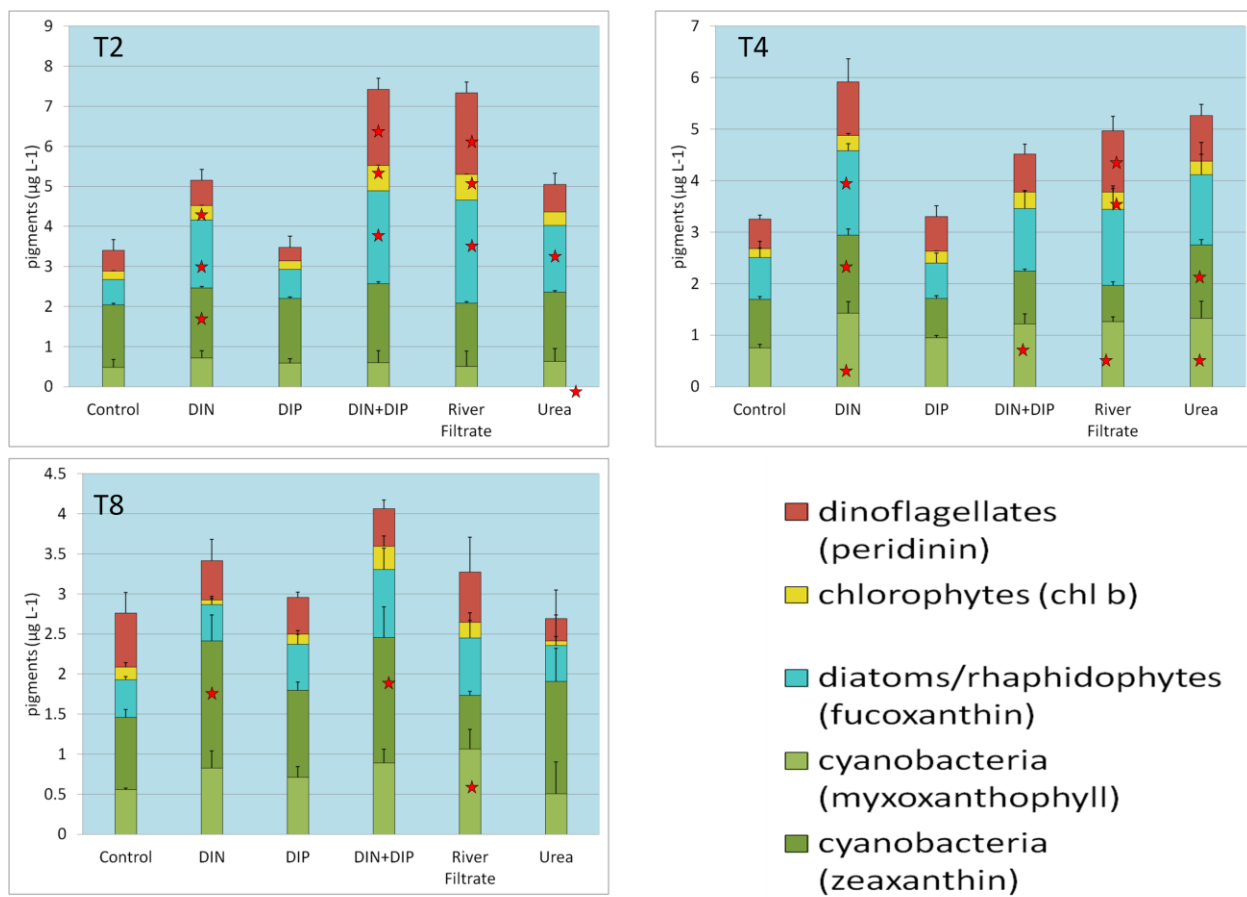 T2
9
8
7
6
5
4
3
2
1
0
pigments (µg L-1)
Control DIN DIP DIN+DIP River Filtrate Urea
T4
7
6
5
4
3
2
1
0
pigments (µg L-1)
Control DIN DIP DIN+DIP River Filtrate Urea
T8
4.5
4
3.5
3
2.5
2
1.5
1
0.5
0
pigments (µg L-1)
Control DIN DIP DIN+DIP River Filtrate Urea
dinoflagellates
(peridinin)
chlorophytes (chl b)
diatoms/rhaphidophytes
(fucoxanthin)
cyanobacteria
(myxoxanthophyll)
cyanobacteria
(zeaxanthin)